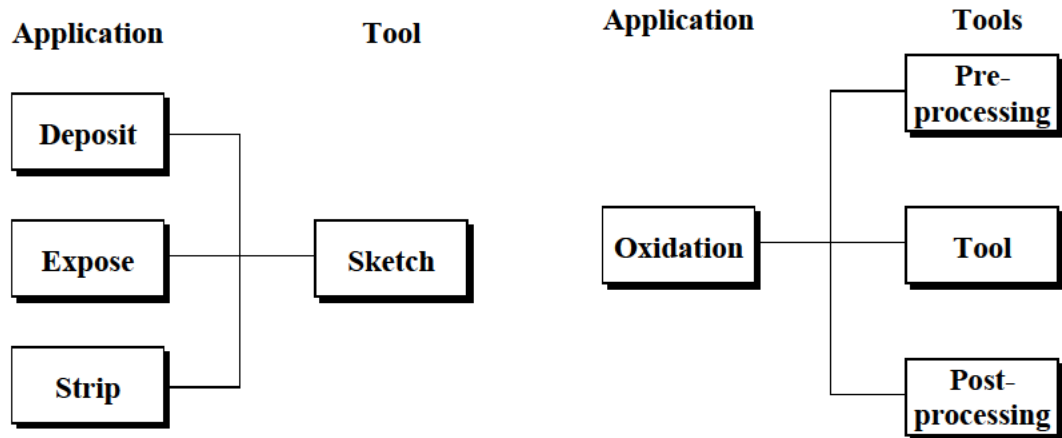 Application
Tool
Deposit
Expose
Sketch
Strip
Application
Tools
Pre-
processing
Oxidation
Tool
Post-
processing